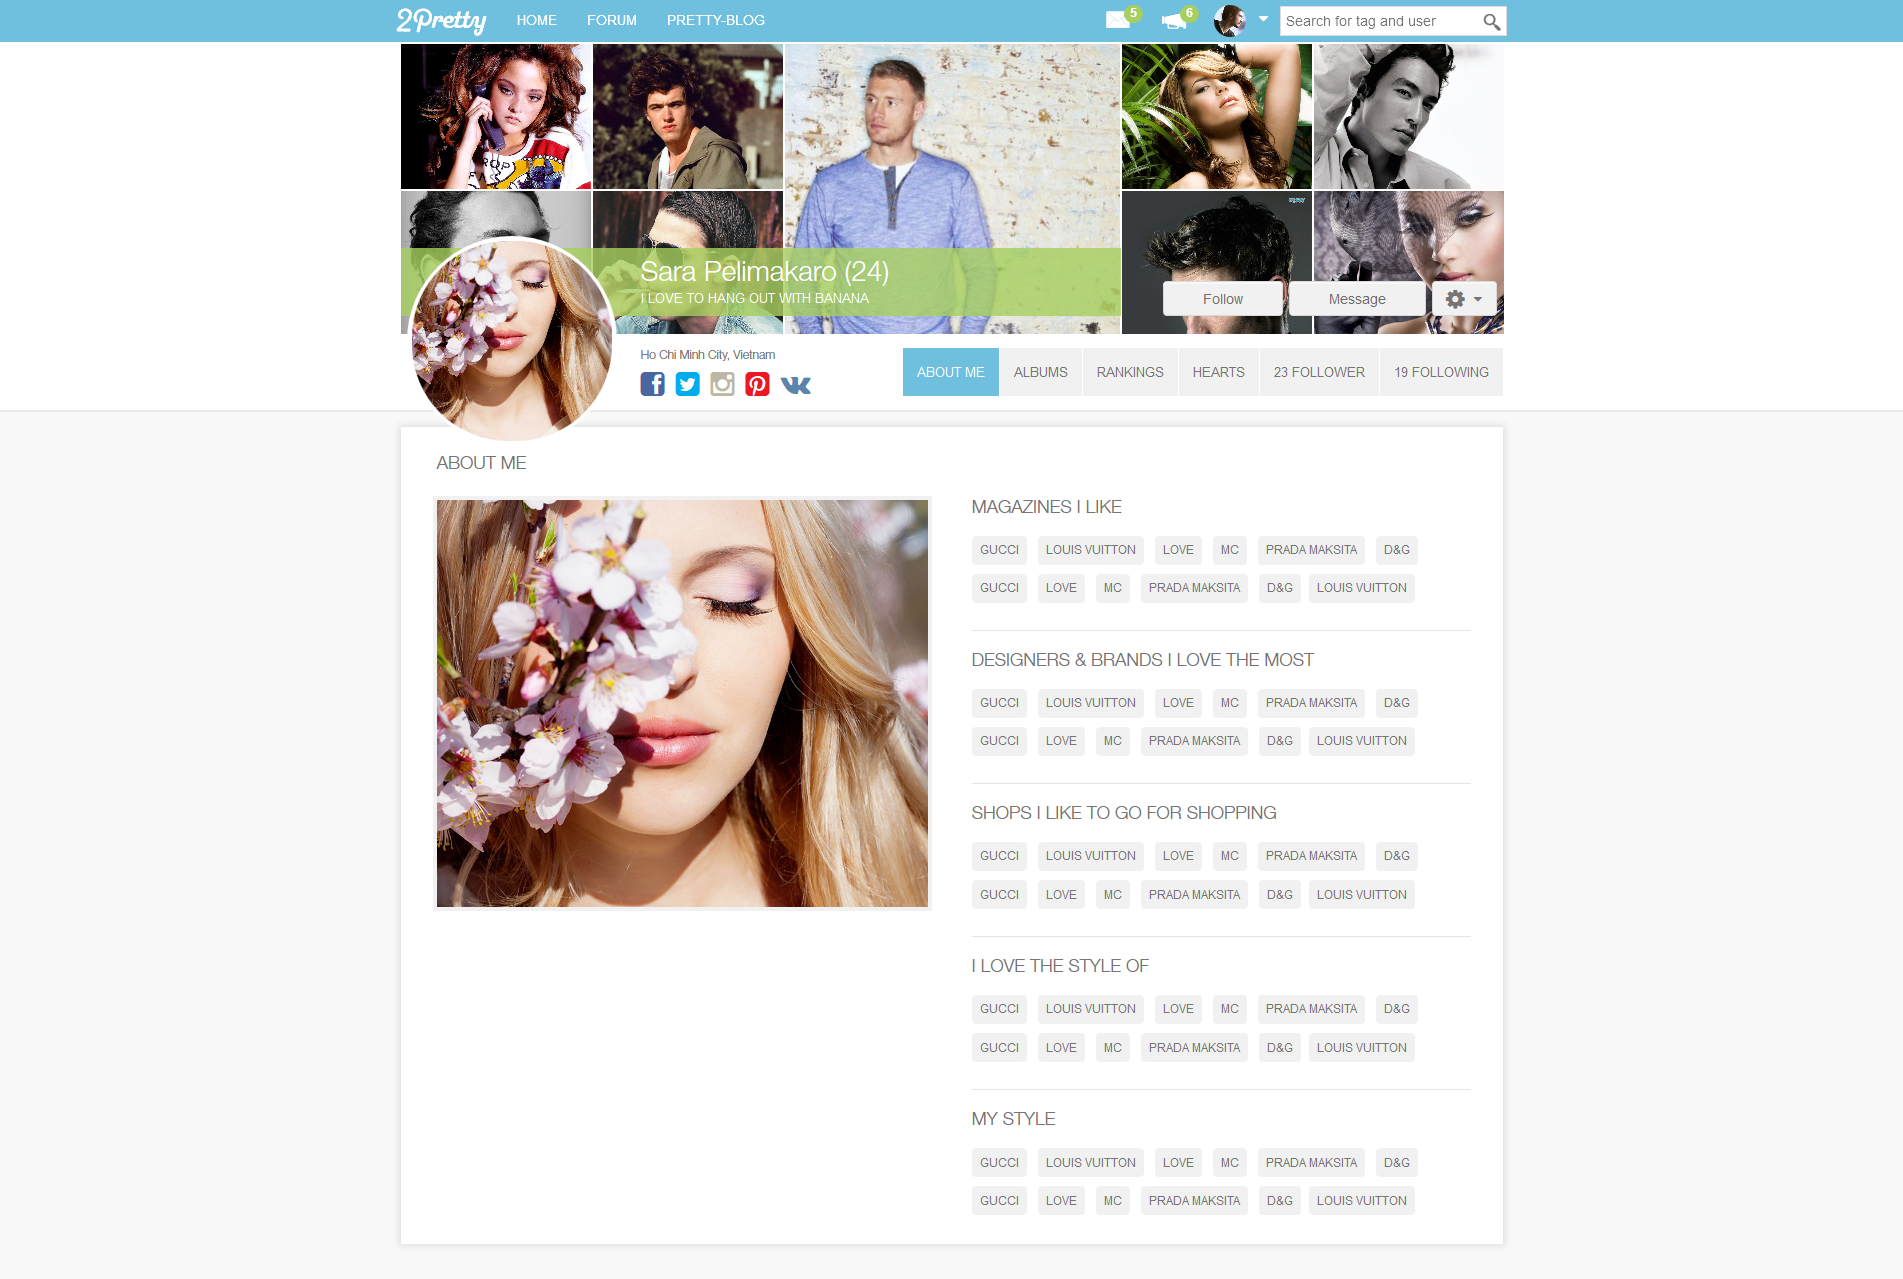 2Pretty HOME FORUM PRETTY-BLOG 5 6 Search for tag and user
Sara Pelimakaro (24)
I LOVE TO HANG OUT WITH BANANA
Follow Message
Ho Chi Minh City, Vietnam
ABOUT ME ALBUMS RANKINGS HEARTS 23 FOLLOWER 19 FOLLOWING
ABOUT ME
MAGAZINES I LIKE
GUCCI LOUIS VUITTON LOVE MC PRADA MAKSITA D&G
GUCCI LOVE MC PRADA MAKSITA D&G LOUIS VUITTON
DESIGNERS & BRANDS I LOVE THE MOST
GUCCI LOUIS VUITTON LOVE MC PRADA MAKSITA D&G
GUCCI LOVE MC PRADA MAKSITA D&G LOUIS VUITTON
SHOPS I LIKE TO GO FOR SHOPPING
GUCCI LOUIS VUITTON LOVE MC PRADA MAKSITA D&G
GUCCI LOVE MC PRADA MAKSITA D&G LOUIS VUITTON
I LOVE THE STYLE OF
GUCCI LOUIS VUITTON LOVE MC PRADA MAKSITA D&G
GUCCI LOVE MC PRADA MAKSITA D&G LOUIS VUITTON
MY STYLE
GUCCI LOUIS VUITTON LOVE MC PRADA MAKSITA D&G
GUCCI LOVE MC PRADA MAKSITA D&G LOUIS VUITTON